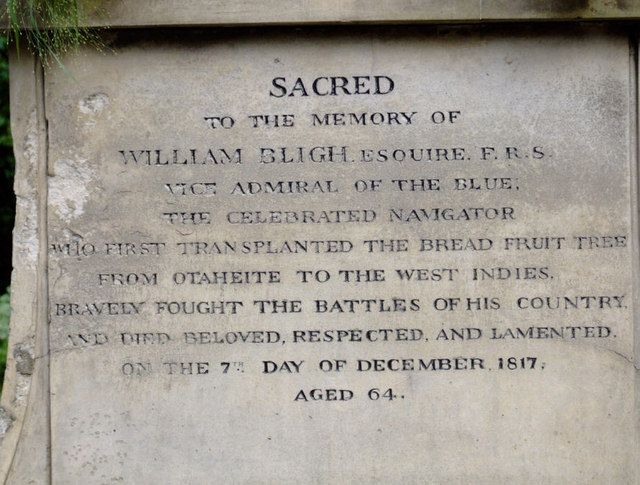 SACRED
TO THE MEMORY OF
WILLIAM BLIGH, ESQUIRE, F.R.S.
VICE ADMIRAL OF THE BLUE;
THE CELEBRATED NAVIGATOR
WHO FIRST TRANSPLANTED THE BREAD FRUIT TREE
FROM OTAHEITE TO THE WEST INDIES,
BRAVELY FOUGHT THE BATTLES OF HIS COUNTRY,
AND DIED BELOVED, RESPECTED, AND LAMENTED,
ON THE 7TH DAY OF DECEMBER, 1817,
AGED 64.